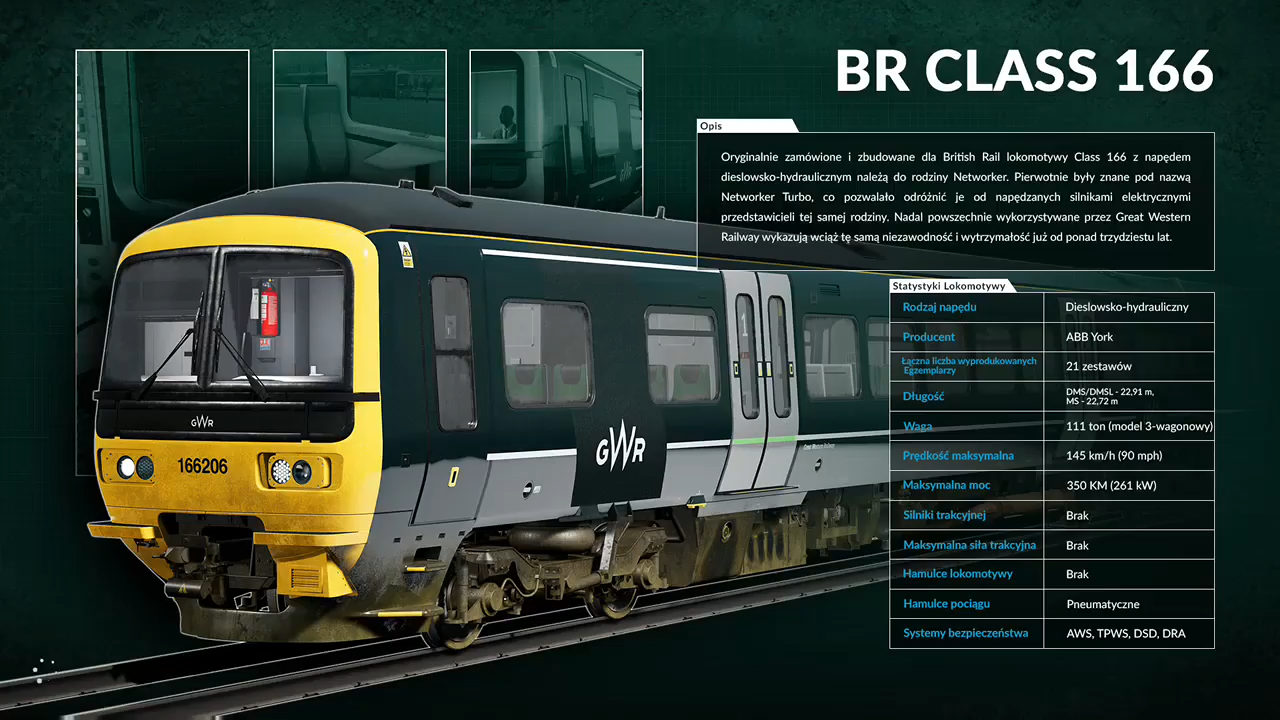 BR CLASS 166
Opis
Oryginalnie zamówione i zbudowane dla British Rail lokomotywy Class 166 z napędem
dieslowsko-hydraulicznym należą do rodziny Networker. Pierwotnie były znane pod nazwą
Networker Turbo, co pozwalało odróżnić je od napędzanych silnikami elektrycznymi
przedstawicieli tej samej rodziny. Nadal powszechnie wykorzystywane przez Great Western
Railway wykazują wciąż tę samą niezawodność i wytrzymałość już od ponad trzydziestu lat.
Statystyki Lokomotywy
Rodzaj napędu Dieslowsko-hydrauliczny
Producent ABB York
Łączna liczba wyprodukowanych
Egzemplarzy
21 zestawów
Długość
DMS/DMSL - 22,91 m,
MS - 22,72 m
Waga 111 ton (model 3-wagonowy)
Prędkość maksymalna 145 km/h (90 mph)
Maksymalna moc 350 KM (261 kW)
Silniki trakcyjnej Brak
Maksymalna siła trakcyjna Brak
Hamulce lokomotywy Brak
Hamulce pociągu Pneumatyczne
Systemy bezpieczeństwa AWS, TPWS, DSD, DRA
GWR
166206
GWR
1